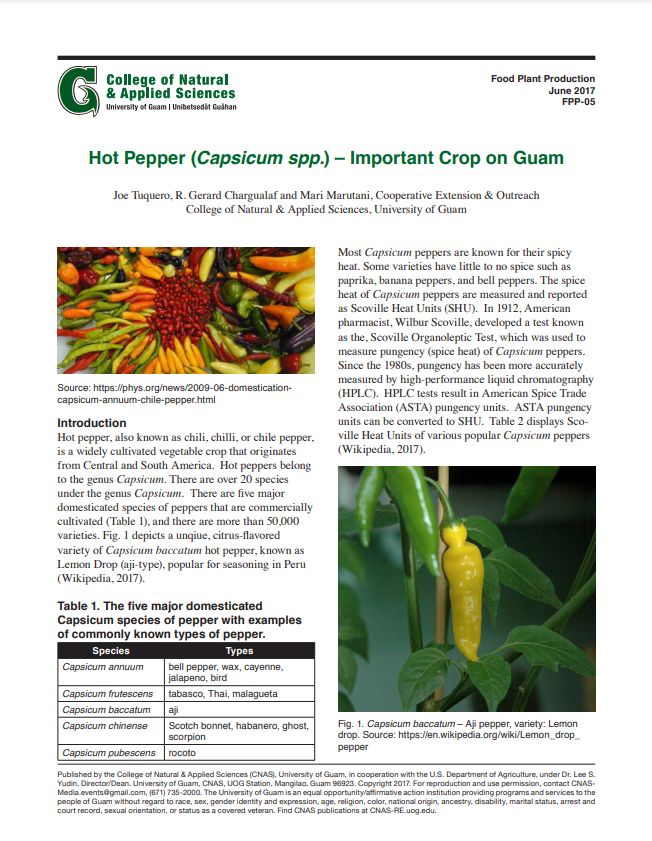 College of Natural
& Applied Sciences
University of Guam | Unibetsedåt Guåhan
Food Plant Production
June 2017
FPP-05
Hot Pepper (Capsicum spp.) – Important Crop on Guam
Joe Tuquero, R. Gerard Chargualaf and Mari Marutani, Cooperative Extension & Outreach
College of Natural & Applied Sciences, University of Guam
Source: https://phys.org/news/2009-06-domestication-
capsicum-annuum-chile-pepper.html
Introduction
Hot pepper, also known as chili, chilli, or chile pepper,
is a widely cultivated vegetable crop that originates
from Central and South America.  Hot peppers belong
to the genus Capsicum. There are over 20 species
under the genus Capsicum.  There are five major
domesticated species of peppers that are commercially
cultivated (Table 1), and there are more than 50,000
varieties. Fig. 1 depicts a unqiue, citrus-flavored
variety of Capsicum baccatum hot pepper, known as
Lemon Drop (aji-type), popular for seasoning in Peru
(Wikipedia, 2017).
Table 1. The five major domesticated
Capsicum species of pepper with examples
of commonly known types of pepper.
Species Types
Capsicum annuum bell pepper, wax, cayenne,
jalapeno, bird
Capsicum frutescens tabasco, Thai, malagueta
Capsicum baccatum aji
Capsicum chinense Scotch bonnet, habanero, ghost,
scorpion
Capsicum pubescens rocoto
Most Capsicum peppers are known for their spicy
heat. Some varieties have little to no spice such as
paprika, banana peppers, and bell peppers. The spice
heat of Capsicum peppers are measured and reported
as Scoville Heat Units (SHU).  In 1912, American
pharmacist, Wilbur Scoville, developed a test known
as the, Scoville Organoleptic Test, which was used to
measure pungency (spice heat) of Capsicum peppers.
Since the 1980s, pungency has been more accurately
measured by high-performance liquid chromatography
(HPLC).  HPLC tests result in American Spice Trade
Association (ASTA) pungency units.  ASTA pungency
units can be converted to SHU.  Table 2 displays Sco-
ville Heat Units of various popular Capsicum peppers
(Wikipedia, 2017).
Fig. 1. Capsicum baccatum – Aji pepper, variety: Lemon
drop. Source: https://en.wikipedia.org/wiki/Lemon_drop_
pepper
Published by the College of Natural & Applied Sciences (CNAS), University of Guam, in cooperation with the U.S. Department of Agriculture, under Dr. Lee S.
Yudin, Director/Dean. University of Guam, CNAS, UOG Station, Mangilao, Guam 96923. Copyright 2017. For reproduction and use permission, contact CNAS-
Media.events@gmail.com, (671) 735-2000. The University of Guam is an equal opportunity/affirmative action institution providing programs and services to the
people of Guam without regard to race, sex, gender identity and expression, age, religion, color, national origin, ancestry, disability, marital status, arrest and
court record, sexual orientation, or status as a covered veteran. Find CNAS publications at CNAS-RE.uog.edu.